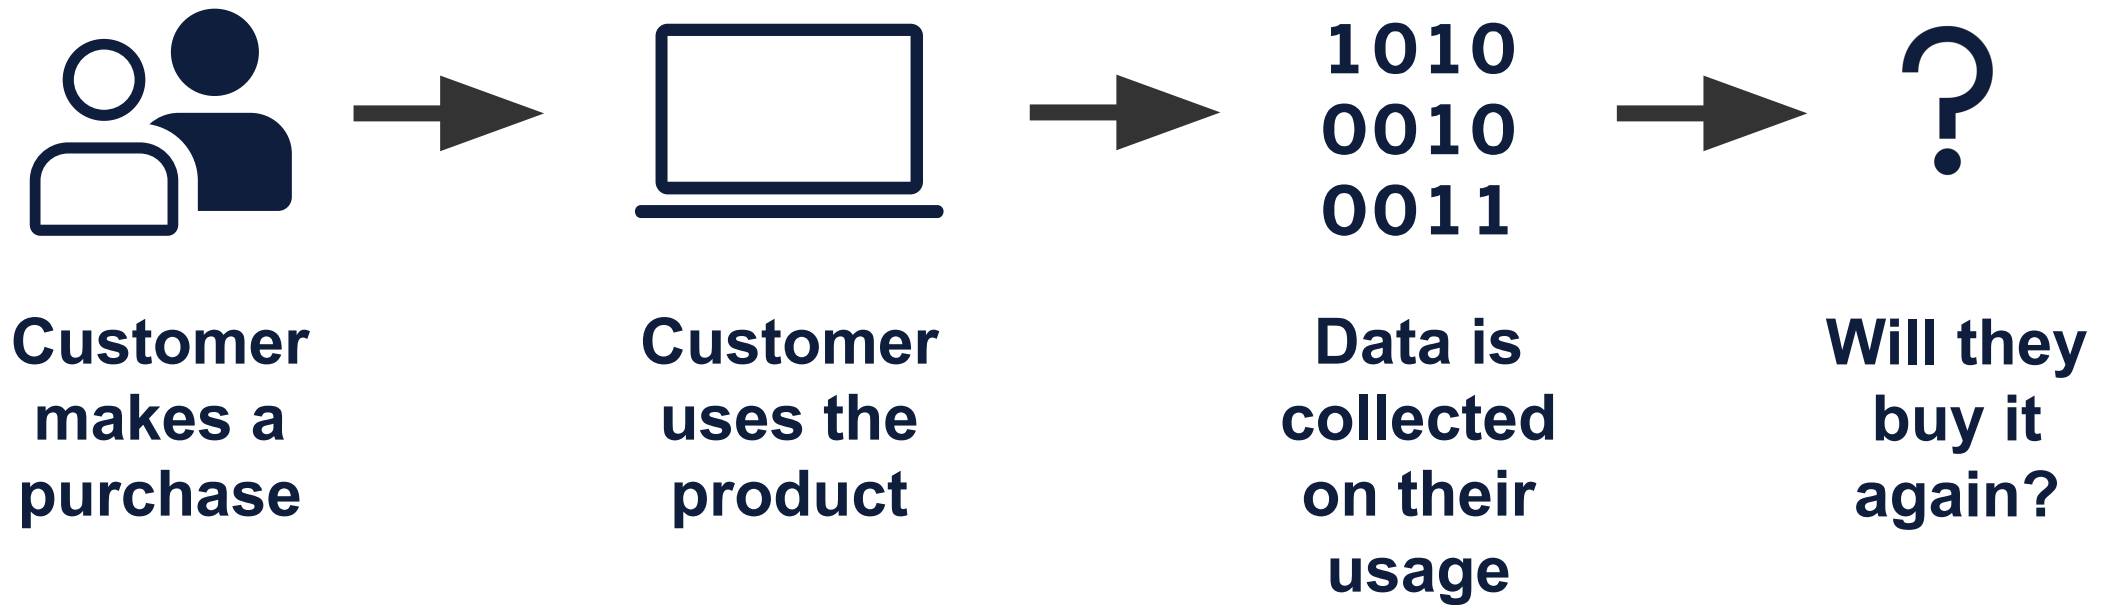 1010
0010
0011
?
Customer
makes a
purchase
Customer
uses the
product
Data is
collected
on their
usage
Will they
buy it
again?